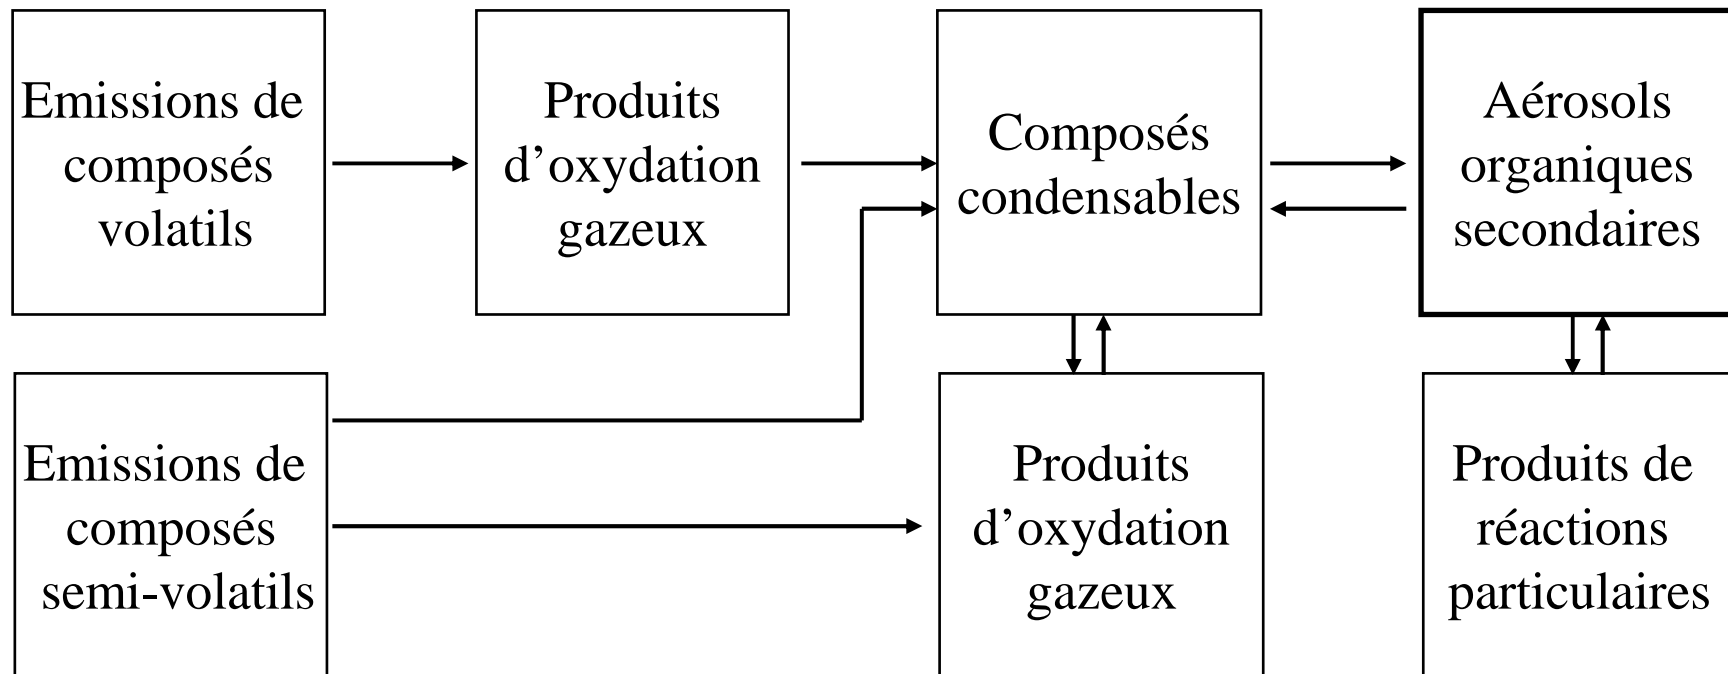 Emissions de
composés
volatils
Produits
d’oxydation
gazeux
Composés
condensables
Aérosols
organiques
secondaires
Emissions de
composés
semi-volatils
Produits
d’oxydation
gazeux
Produits de
réactions
particulaires